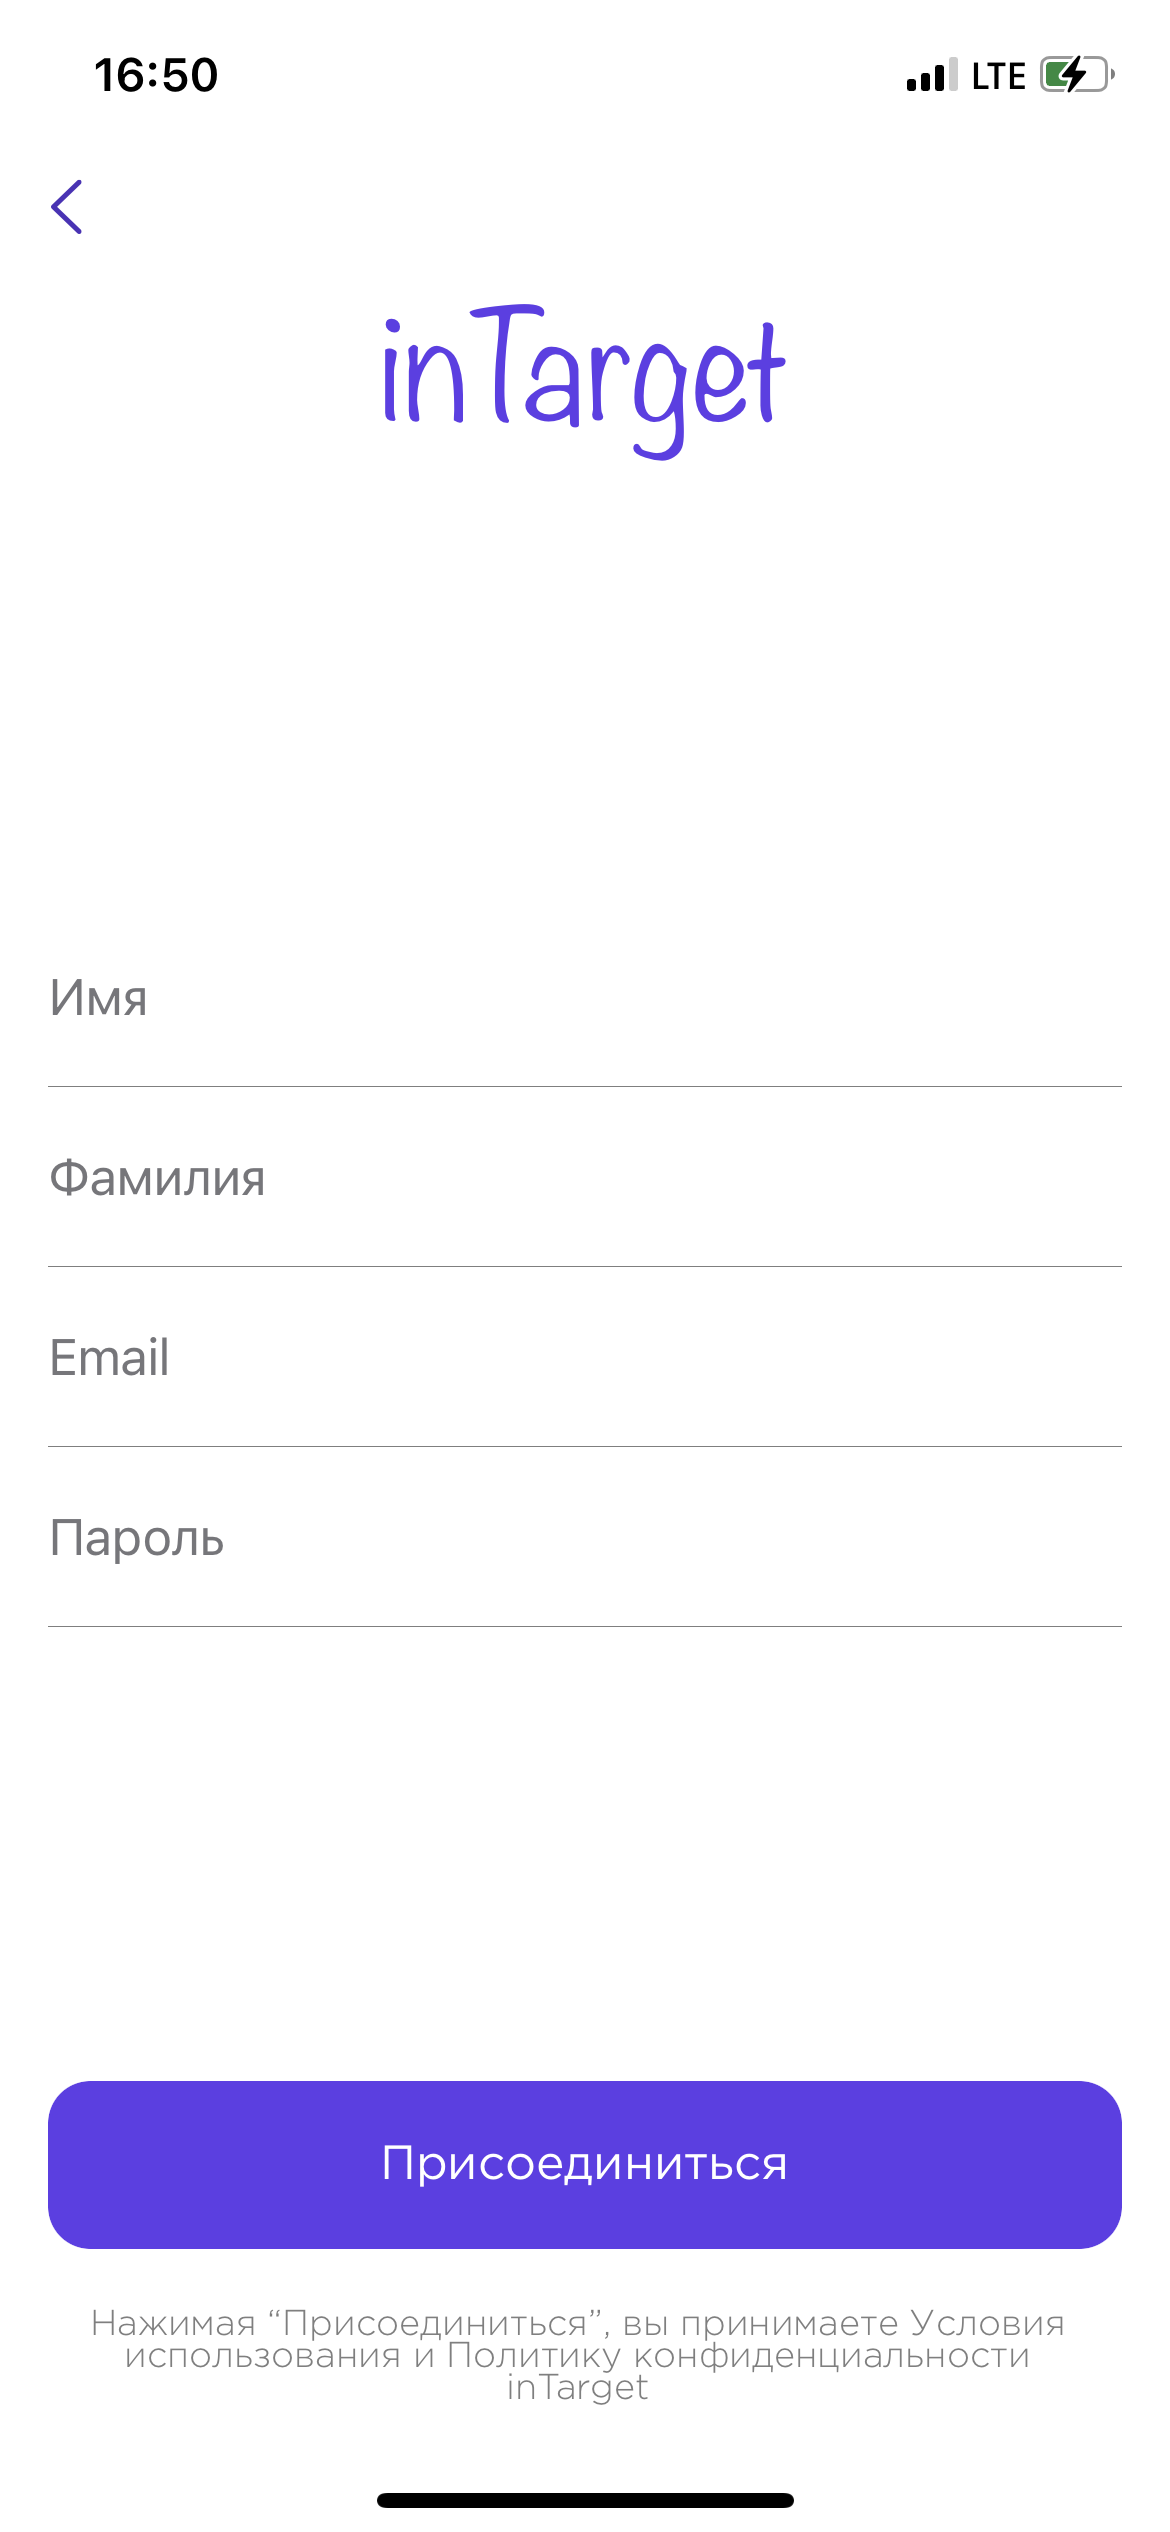 16:50
LTE
inTarget
Имя
Фамилия
Email
Пароль
Присоединиться
Нажимая “Присоединиться”, вы принимаете Условия
использования и Политику конфиденциальности
inTarget